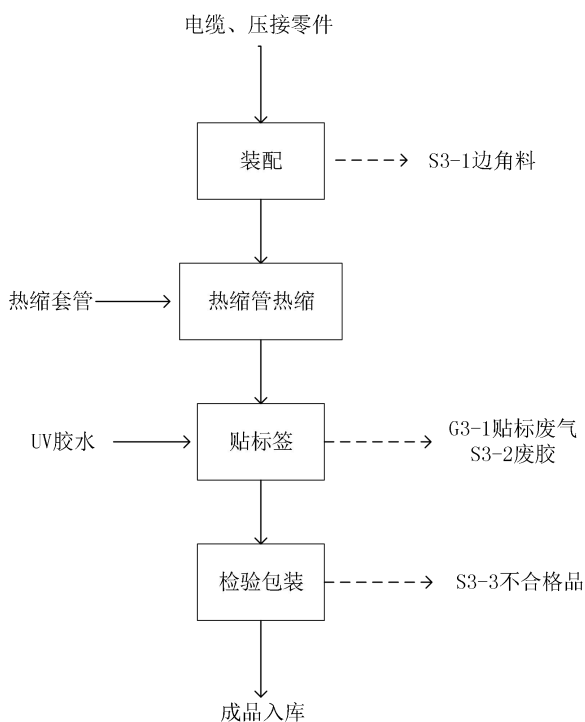 电缆、压接零件
装配
S3-1边角料
热缩套管
热缩管热缩
UV胶水
贴标签
G3-1贴标废气
S3-2废胶
检验包装
S3-3不合格品
成品入库